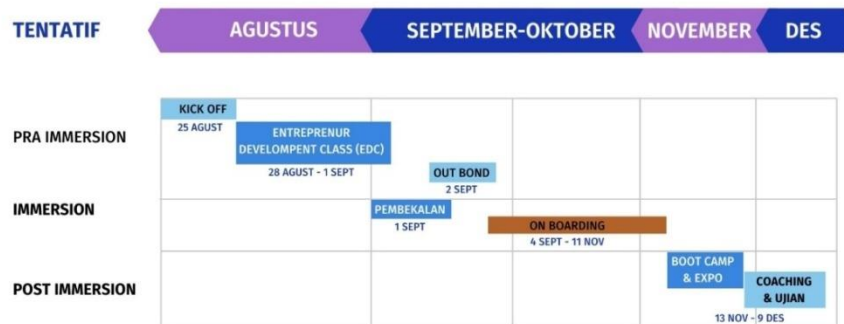 TENTATIF
AGUSTUS
SEPTEMBER-OKTOBER
NOVEMBER
DES
KICK OFF
25 AGUST
PRA IMMERSION
ENTREPRENUR
DEVELOMPENT CLASS (EDC)
28 AGUST - 1 SEPT
OUT BOND
2 SEPT
IMMERSION
PEMBEKALAN
1 SEPT
ON BOARDING
4 SEPT - 11 NOV
POST IMMERSION
BOOT CAMP
& EXPO
COACHING
& UJIAN
13 NOV - 9 DES